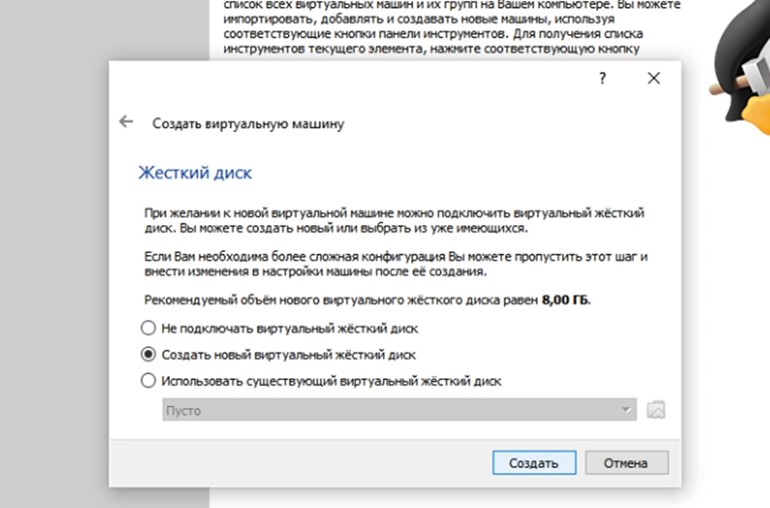 список всех виртуальных машин и их групп на Вашем компьютере. Вы можете
импортировать, добавлять и создавать новые машины, используя
соответствующие кнопки панели инструментов. Для получения списка
инструментов текущего элемента, нажмите соответствующую кнопку
?
Создать виртуальную машину
Жесткий диск
При желании к новой виртуальной машине можно подключить виртуальный жёсткий
диск. Вы можете создать новый или выбрать из уже имеющихся.
Если Вам необходима более сложная конфигурация Вы можете пропустить этот шаг и
внести изменения в настройки машины после её создания.
Рекомендуемый объём нового виртуального жёсткого диска равен 8,00 ГБ.
Не подключать виртуальный жёсткий диск
Создать новый виртуальный жёсткий диск
Использовать существующий виртуальный жёсткий диск
Пусто
Создать
Отмена